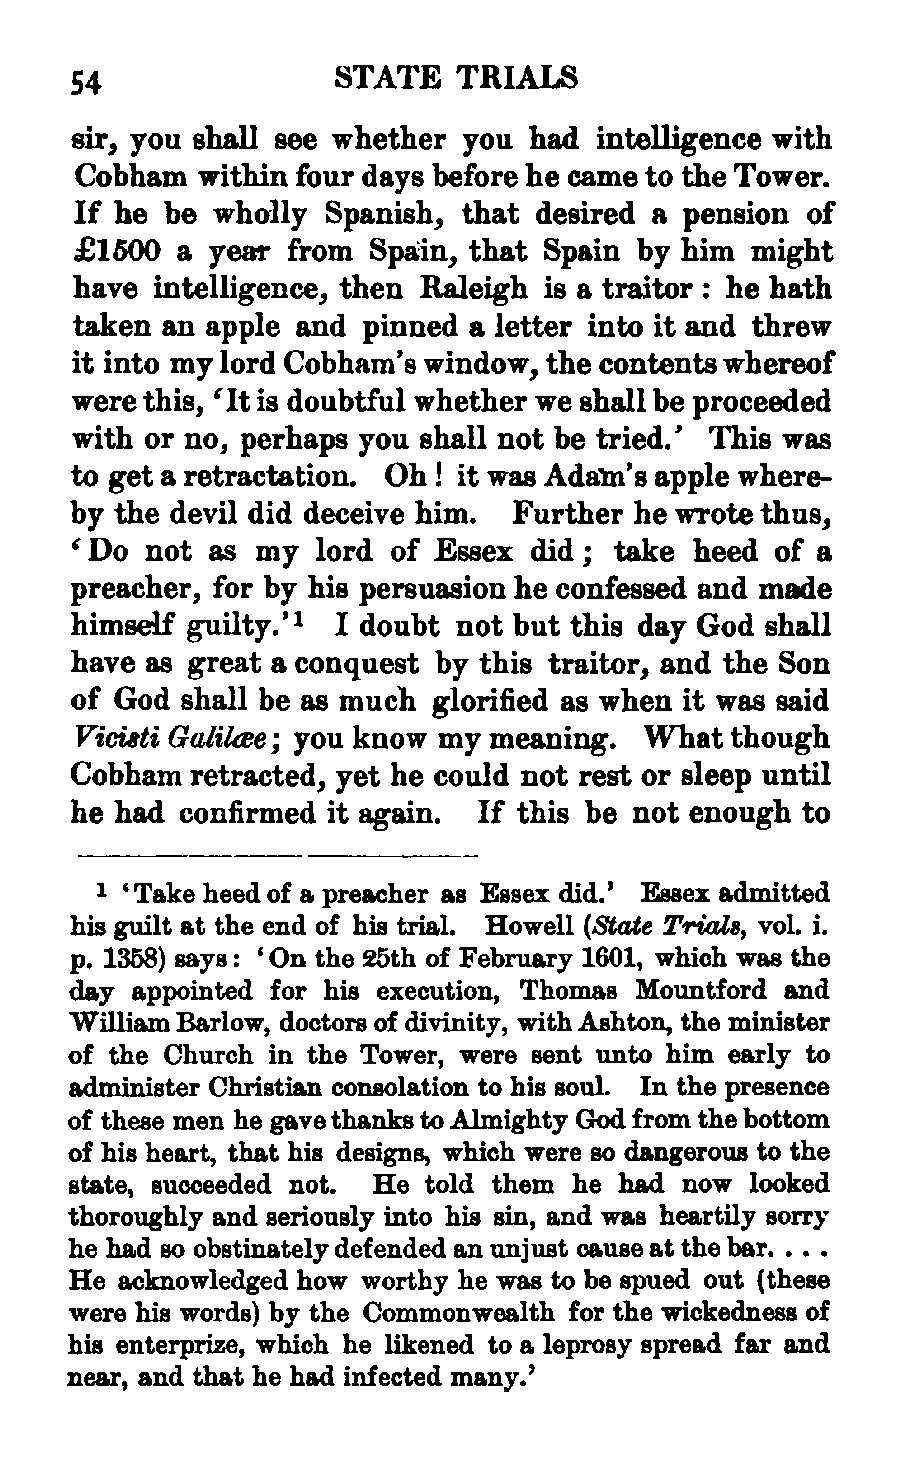 54 STATE TRIALS
sir, you shall see whether you had intelligence with
Cobham within four days before he came to the Tower.
If he be wholly Spanish, that desired a pension of
£1500 a year from Spain, that Spain by him might
have intelligence, then Raleigh is a traitor : he hath
taken an apple and pinned a letter into it and threw
it into my lord Cobham's window, the contents whereof
were this, ‘It is doubtful whether we shall be proceeded
with or no, perhaps you shall not be tried.’ This was
to get a retractation. Oh ! it was Adam's apple where-
by the devil did deceive him. Further he wrote thus,
‘Do not as my lord of Essex did ; take heed of a
preacher, for by his persuasion he confessed and made
himself guilty.’¹ I doubt not but this day God shall
have as great a conquest by this traitor, and the Son
of God shall be as much glorified as when it was said
Vicisti Galilæe; you know my meaning. What though
Cobham retracted, yet he could not rest or sleep until
he had confirmed it again. If this be not enough to
¹ ‘Take heed of a preacher as Essex did.’ Essex admitted
his guilt at the end of his trial. Howell (State Trials, vol. i.
p. 1358) says : ‘On the 25th of February 1601, which was the
day appointed for his execution, Thomas Mountford and
William Barlow, doctors of divinity, with Ashton, the minister
of the Church in the Tower, were sent unto him early to
administer Christian consolation to his soul. In the presence
of these men he gave thanks to Almighty God from the bottom
of his heart, that his designs, which were so dangerous to the
state, succeeded not. He told them he had now looked
thoroughly and seriously into his sin, and was heartily sorry
he had so obstinately defended an unjust cause at the bar. . . .
He acknowledged how worthy he was to be spued out (these
were his words) by the Commonwealth for the wickedness of
his enterprize, which he likened to a leprosy spread far and
near, and that he had infected many.’